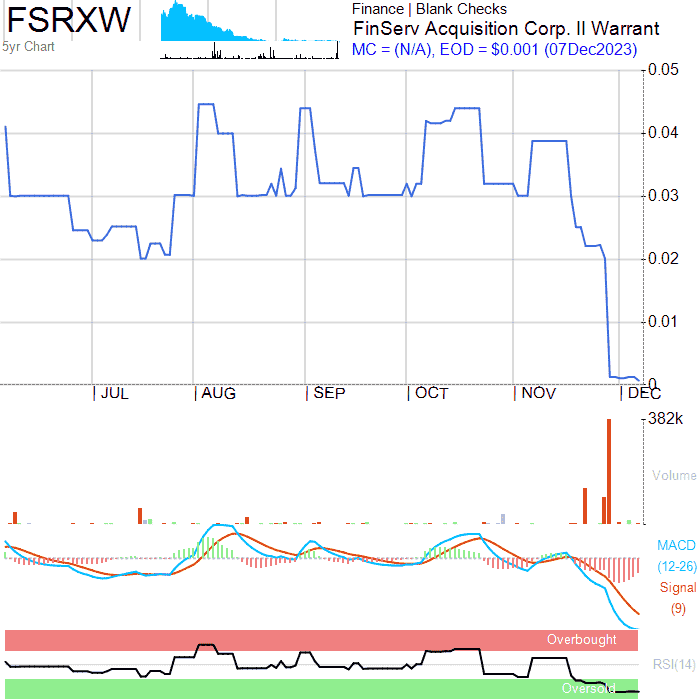 FSRXW
5yr Chart
Finance | Blank Checks
FinServ Acquisition Corp. II Warrant
MC = (N/A), EOD = $0.001 (07Dec2023)
0.05
0.04
0.03
0.02
0.01
0
JUL AUG SEP OCT NOV DEC
382k
Volume
MACD
(12-26)
Signal
(9)
Overbought
RSI(14)
Oversold